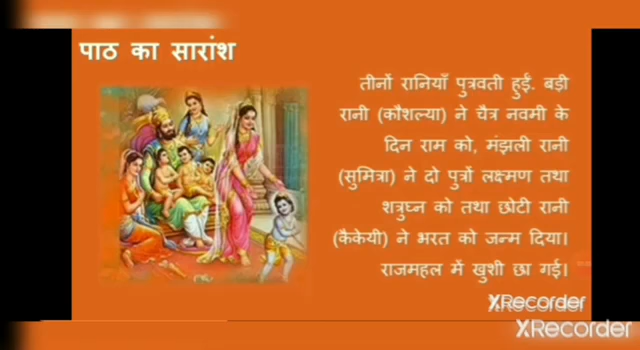 पाठ का सारांश
तीनों रानियाँ पुत्रवती हुईं. बड़ी
रानी (कौशल्या) ने चैत्र नवमी के
दिन राम को, मंझली रानी
(सुमित्रा) ने दो पुत्रों लक्ष्मण तथा
शत्रुघ्न को तथा छोटी रानी
(कैकेयी) ने भरत को जन्म दिया।
राजमहल में खुशी छा गई।
XRecorder
XRecorder